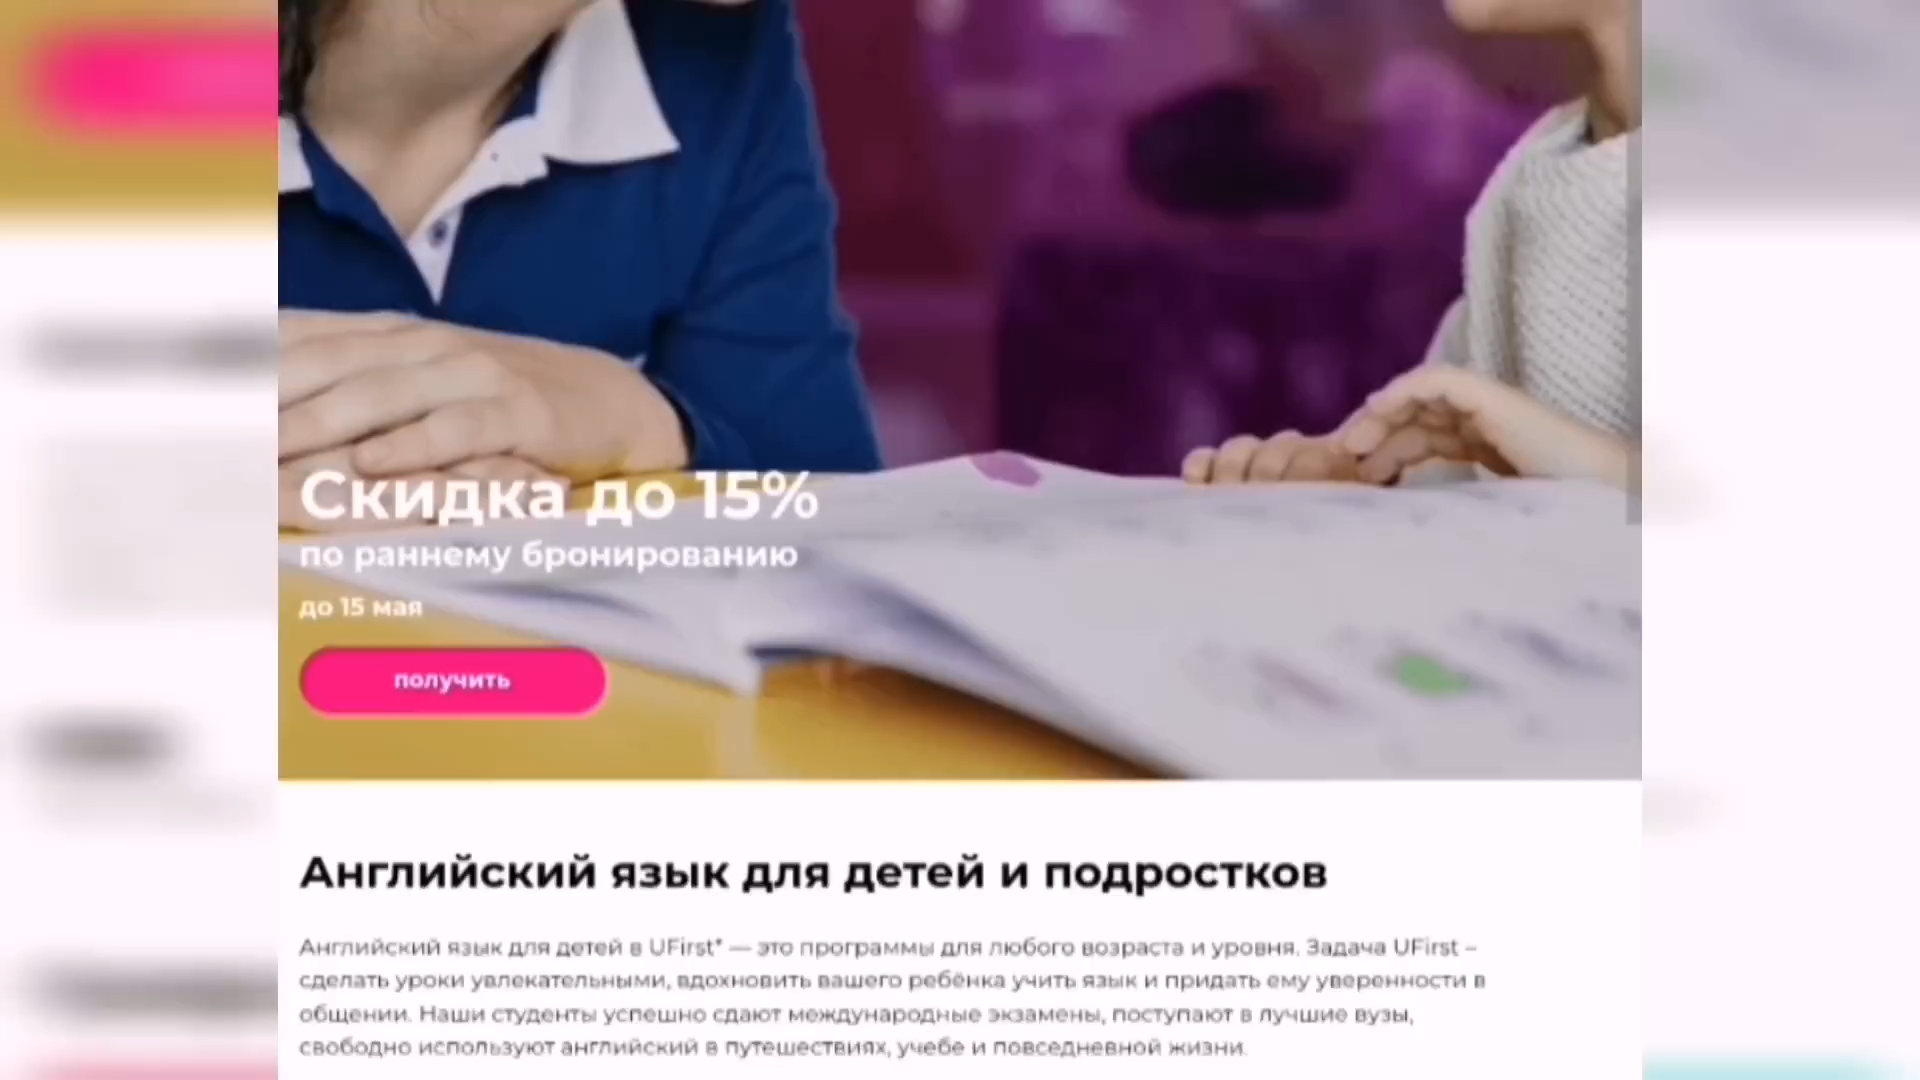 Скидка до 15%
по раннему бронированию
до 15 мая
получить
Английский язык для детей и подростков
Английский язык для детей в UFirst* — это программы для любого возраста и уровня. Задача UFirst –
сделать уроки увлекательными, вдохновить вашего ребёнка учить язык и придать ему уверенности в
общении. Наши студенты успешно сдают международные экзамены, поступают в лучшие вузы,
свободно используют английский в путешествиях, учебе и повседневной жизни.